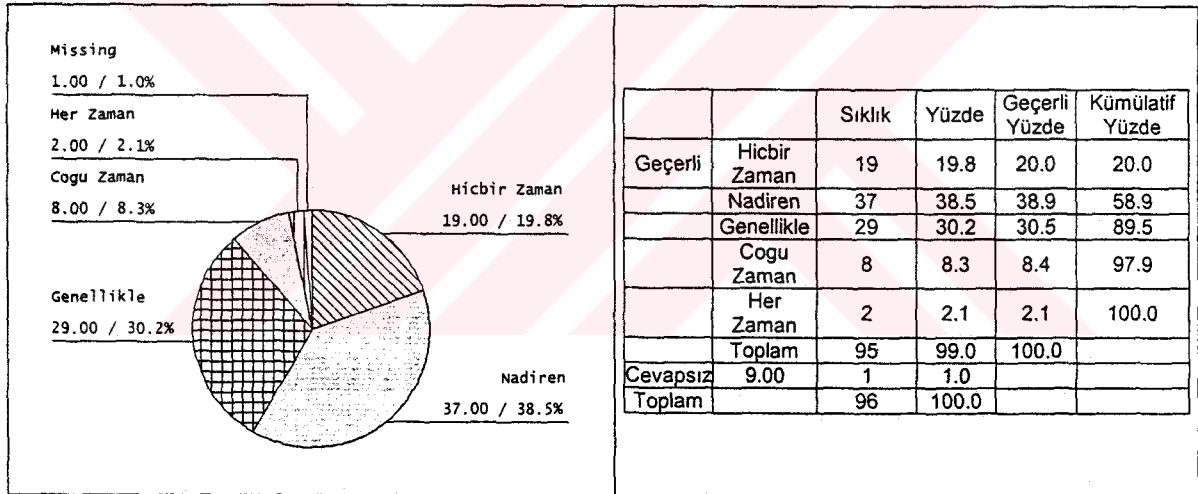 Missing
1.00 / 1.0%
Her Zaman
2.00 / 2.1%
Cogu Zaman
8.00 / 8.3%
Genellikle
29.00 / 30.2%
Hicbir Zaman
19.00 / 19.8%
Nadiren
37.00 / 38.5%
Sıklık Yüzde Geçerli Yüzde Kümülatif Yüzde
Geçerli Hicbir Zaman 19 19.8 20.0 20.0
Nadiren 37 38.5 38.9 58.9
Genellikle 29 30.2 30.5 89.5
Cogu Zaman 8 8.3 8.4 97.9
Her Zaman 2 2.1 2.1 100.0
Toplam 95 99.0 100.0
Cevapsız 9.00 1 1.0
Toplam 96 100.0